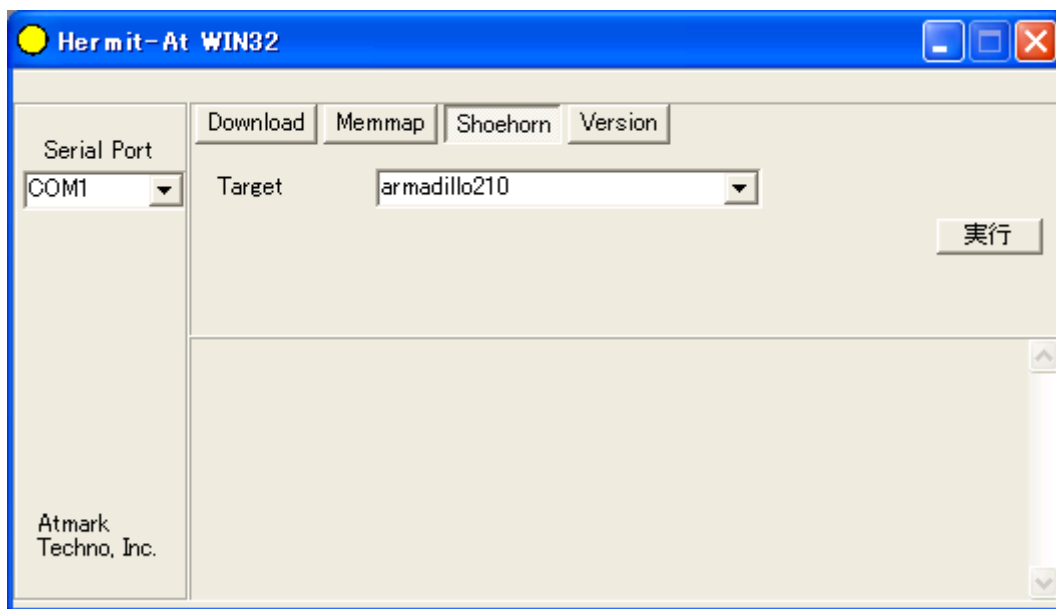 Hermit-At WIN32
Serial Port
COM1
Download Memmap Shoehorn Version
Target armadillo210
実行
Atmark
Techno, Inc.